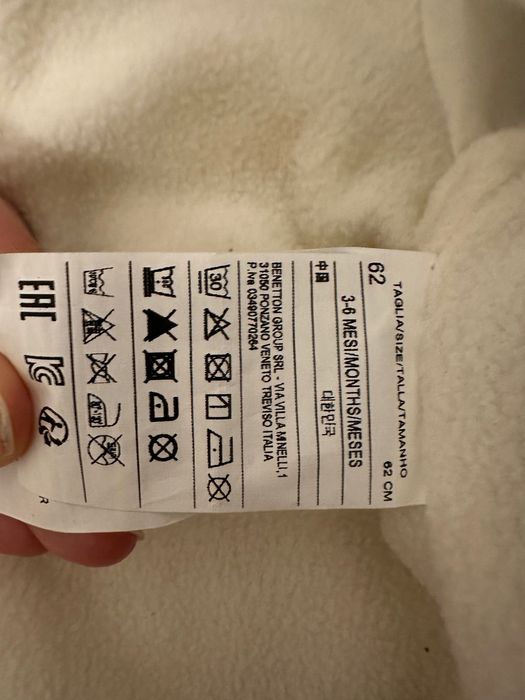 TAGLIA/SIZE/TALLA/TAMANHO
62
62 CM
3-6 MESI/MONTHS/MESES
中国
대한민국
BENETTON GROUP SRL - VIA VILLA MINELLI,1
31050 PONZANO VENETO TREVISO ITALIA
P.Iva 03490770264
30
EAC
R